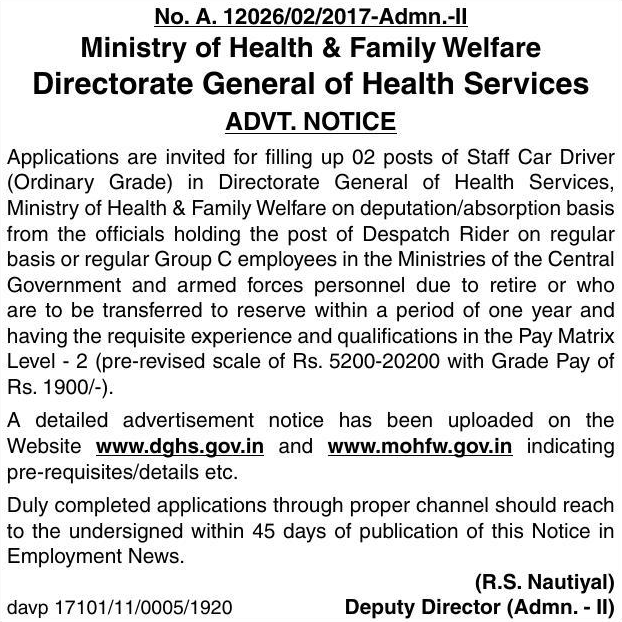 No. A. 12026/02/2017-Admn.-II
Ministry of Health & Family Welfare
Directorate General of Health Services
ADVT. NOTICE
Applications are invited for filling up 02 posts of Staff Car Driver
(Ordinary Grade) in Directorate General of Health Services,
Ministry of Health & Family Welfare on deputation/absorption basis
from the officials holding the post of Despatch Rider on regular
basis or regular Group C employees in the Ministries of the Central
Government and armed forces personnel due to retire or who
are to be transferred to reserve within a period of one year and
having the requisite experience and qualifications in the Pay Matrix
Level - 2 (pre-revised scale of Rs. 5200-20200 with Grade Pay of
Rs. 1900/-).
A detailed advertisement notice has been uploaded on the
Website www.dghs.gov.in and www.mohfw.gov.in indicating
pre-requisites/details etc.
Duly completed applications through proper channel should reach
to the undersigned within 45 days of publication of this Notice in
Employment News.
(R.S. Nautiyal)
davp 17101/11/0005/1920 Deputy Director (Admn. - II)